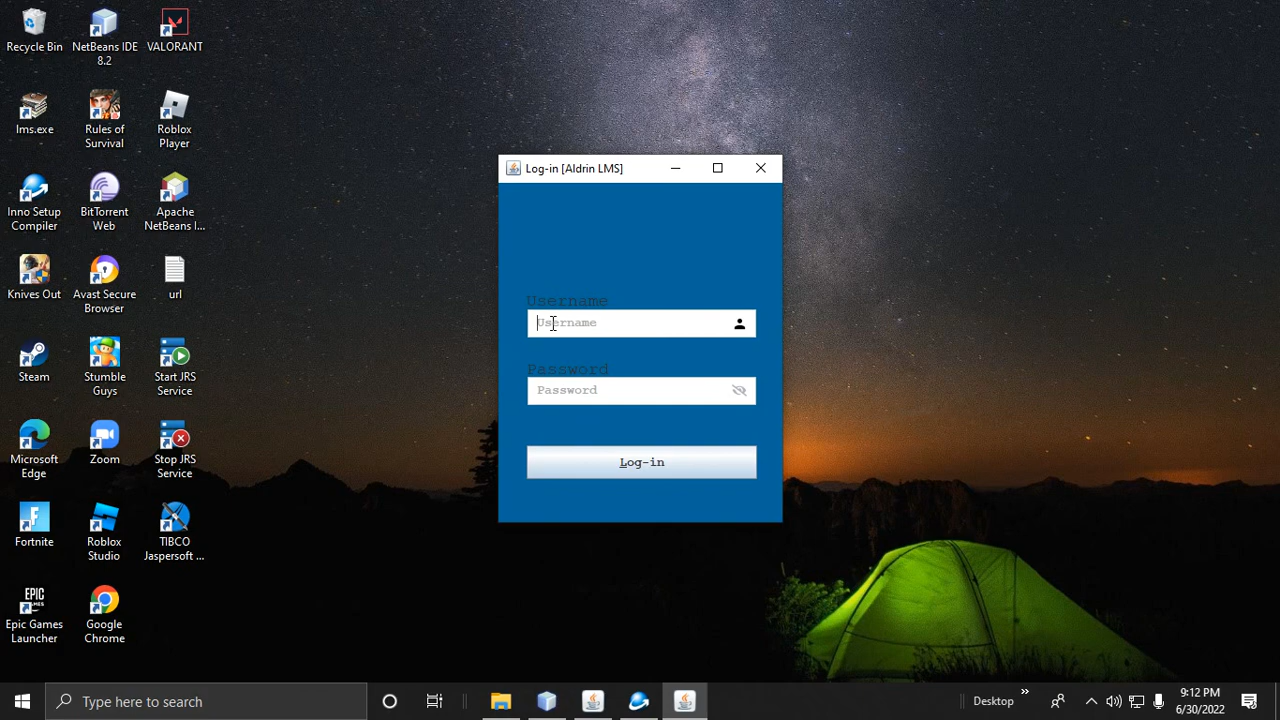 Recycle Bin
NetBeans IDE
8.2
VALORANT
lms.exe
Rules of
Survival
Roblox
Player
Inno Setup
Compiler
BitTorrent
Web
Apache
NetBeans I...
Knives Out
Avast Secure
Browser
url
Steam
Stumble
Guys
Start JRS
Service
Microsoft
Edge
Zoom
Stop JRS
Service
Fortnite
Roblox
Studio
TIBCO
Jaspersoft ...
EPIC
GAMES
Epic Games
Launcher
Google
Chrome
Log-in [Aldrin LMS]
Username
Username
Password
Password
Log-in
Type here to search
Desktop
9:12 PM
6/30/2022